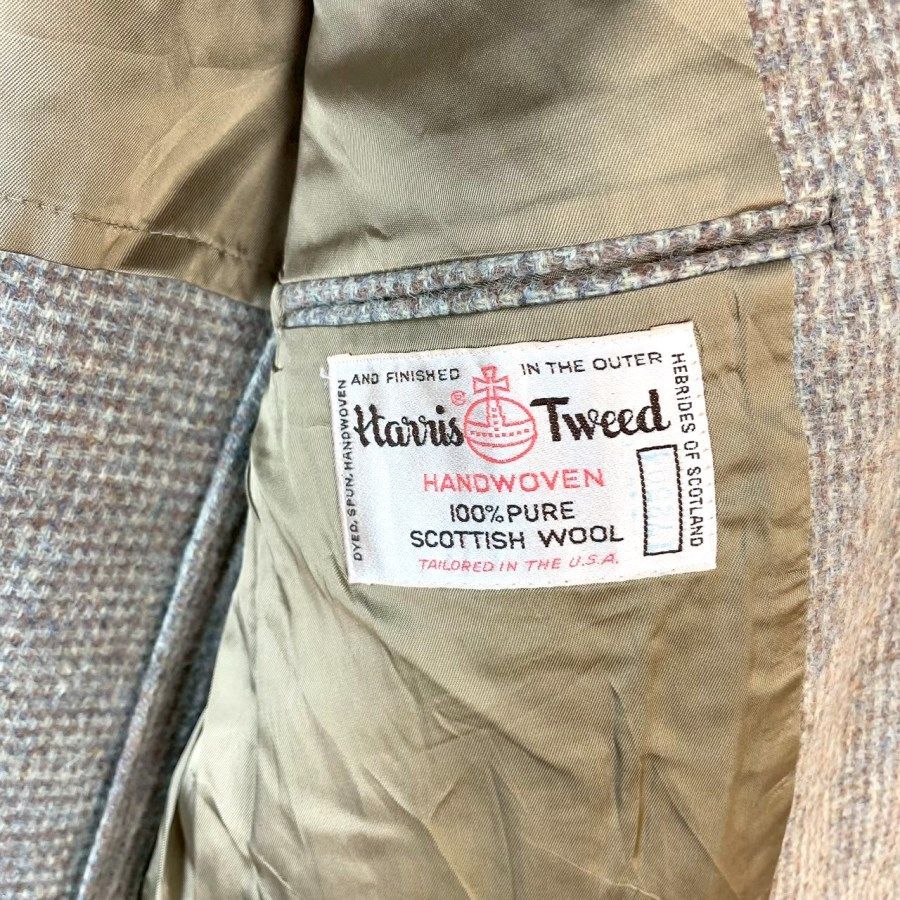 DYED, SPUN, HANDWOVEN
AND FINISHED IN THE OUTER
HEBRIDES OF SCOTLAND
Harris ® Tweed
HANDWOVEN
100% PURE
SCOTTISH WOOL
TAILORED IN THE U.S.A.